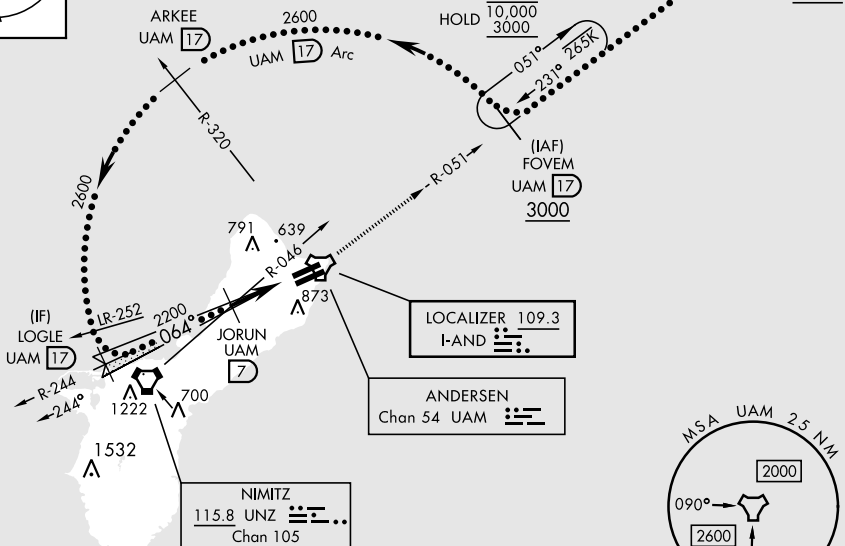 ARKEE
UAM 17
2600
UAM 17 Arc
HOLD 10,000
3000
051°
231° 265K
(IAF)
FOVEM
UAM 17
3000
R-320
R-051
2600
791
639
R-046
873
(IF)
LOGLE
UAM 17
LR-252
2200
064°
JORUN
UAM
7
R-244
244°
1222
700
1532
LOCALIZER 109.3
I-AND
ANDERSEN
Chan 54 UAM
NIMITZ
115.8 UNZ
Chan 105
MSA UAM 25 NM
2000
090°
2600